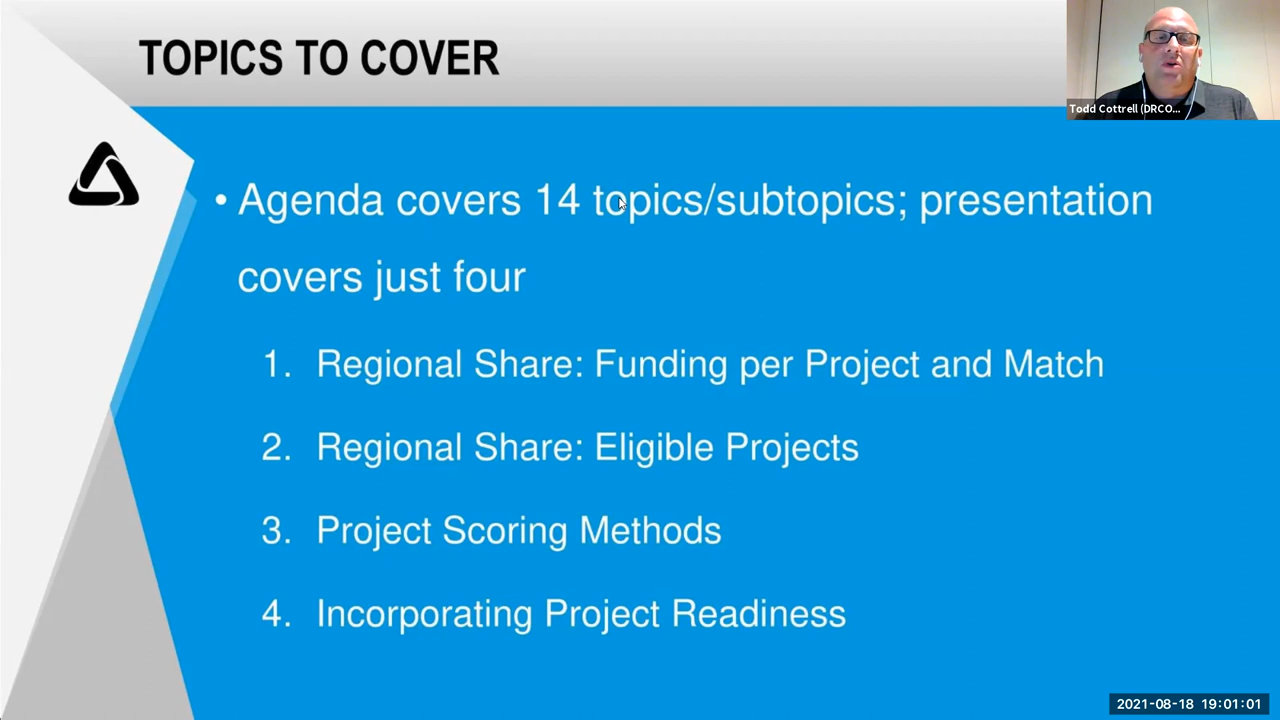 TOPICS TO COVER
Todd Cottrell (DRCO...
• Agenda covers 14 topics/subtopics; presentation
covers just four
1. Regional Share: Funding per Project and Match
2. Regional Share: Eligible Projects
3. Project Scoring Methods
4. Incorporating Project Readiness
2021-08-18 19:01:01